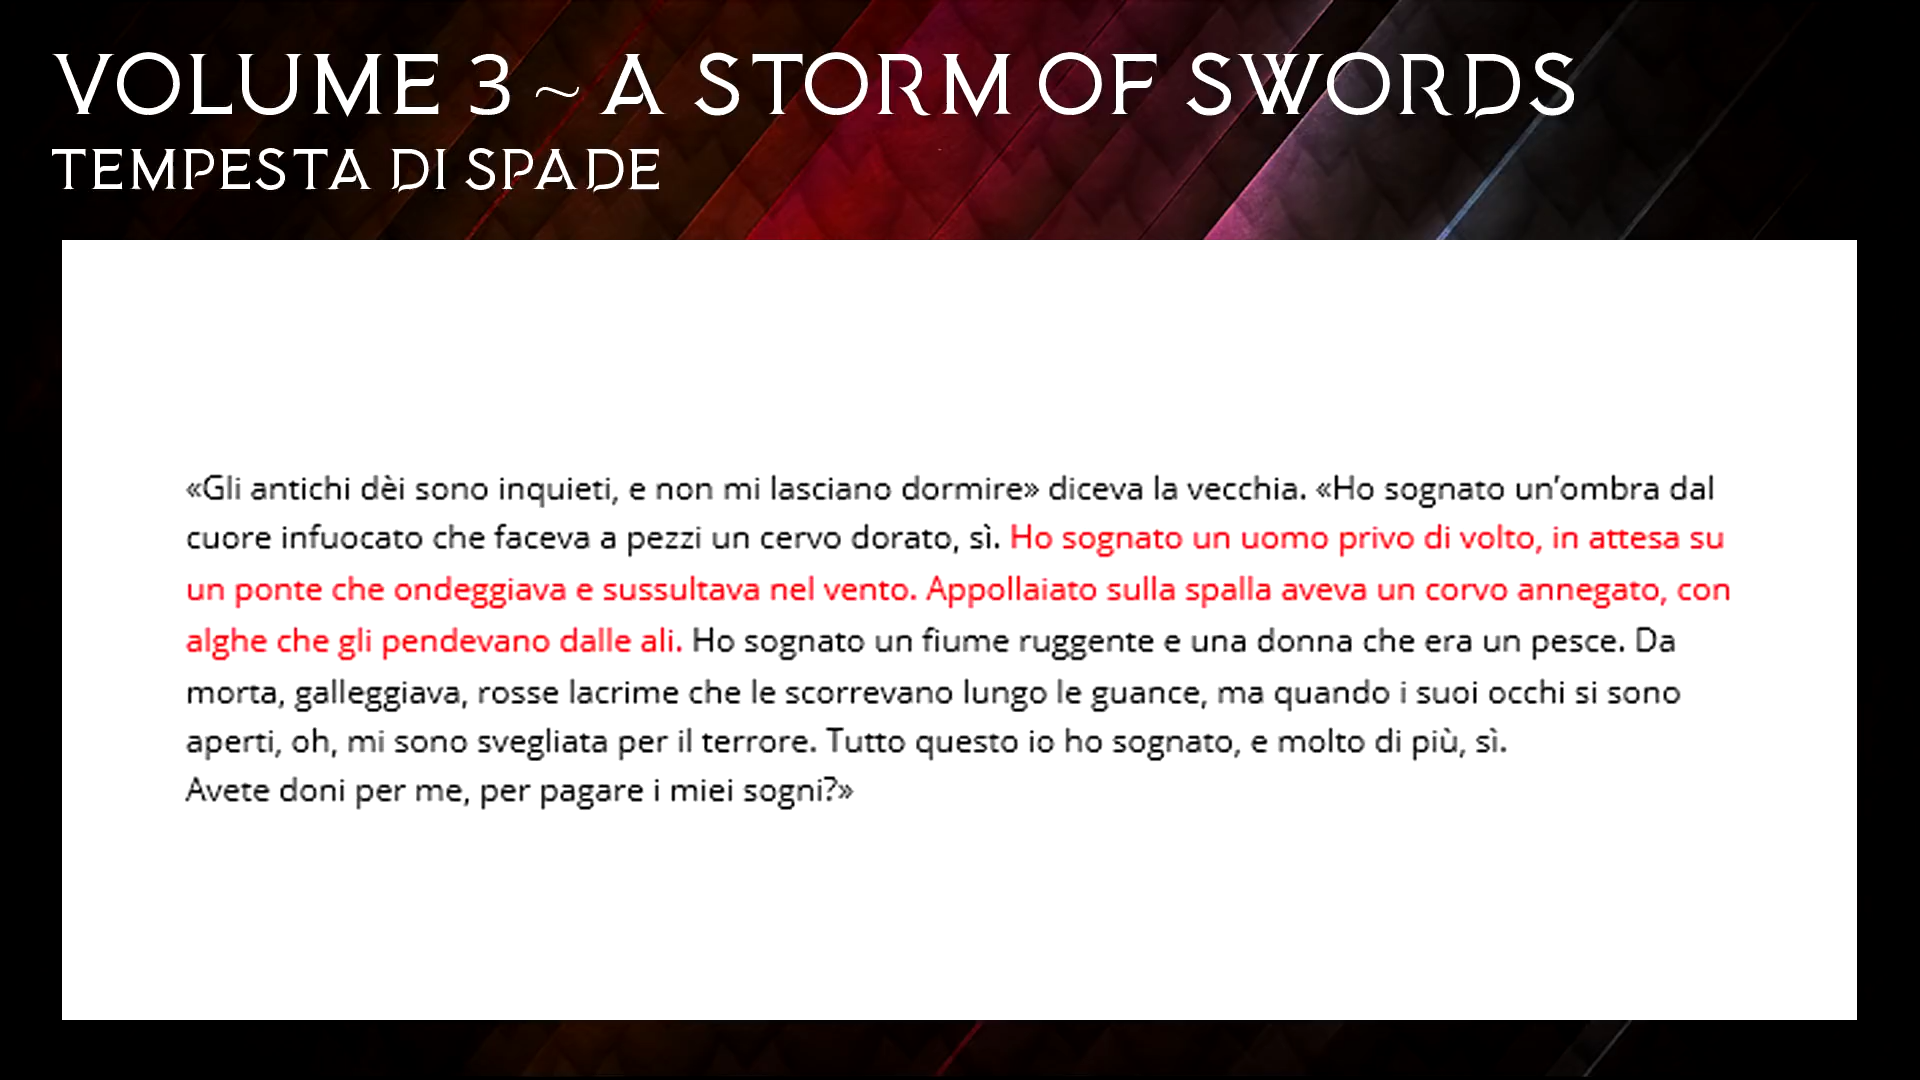 VOLUME 3 ~ A STORM OF SWORDS
TEMPESTA DI SPADE
«Gli antichi dèi sono inquieti, e non mi lasciano dormire» diceva la vecchia. «Ho sognato un’ombra dal
cuore infuocato che faceva a pezzi un cervo dorato, sì. Ho sognato un uomo privo di volto, in attesa su
un ponte che ondeggiava e sussultava nel vento. Appollaiato sulla spalla aveva un corvo annegato, con
alghe che gli pendevano dalle ali. Ho sognato un fiume ruggente e una donna che era un pesce. Da
morta, galleggiava, rosse lacrime che le scorrevano lungo le guance, ma quando i suoi occhi si sono
aperti, oh, mi sono svegliata per il terrore. Tutto questo io ho sognato, e molto di più, sì.
Avete doni per me, per pagare i miei sogni?»